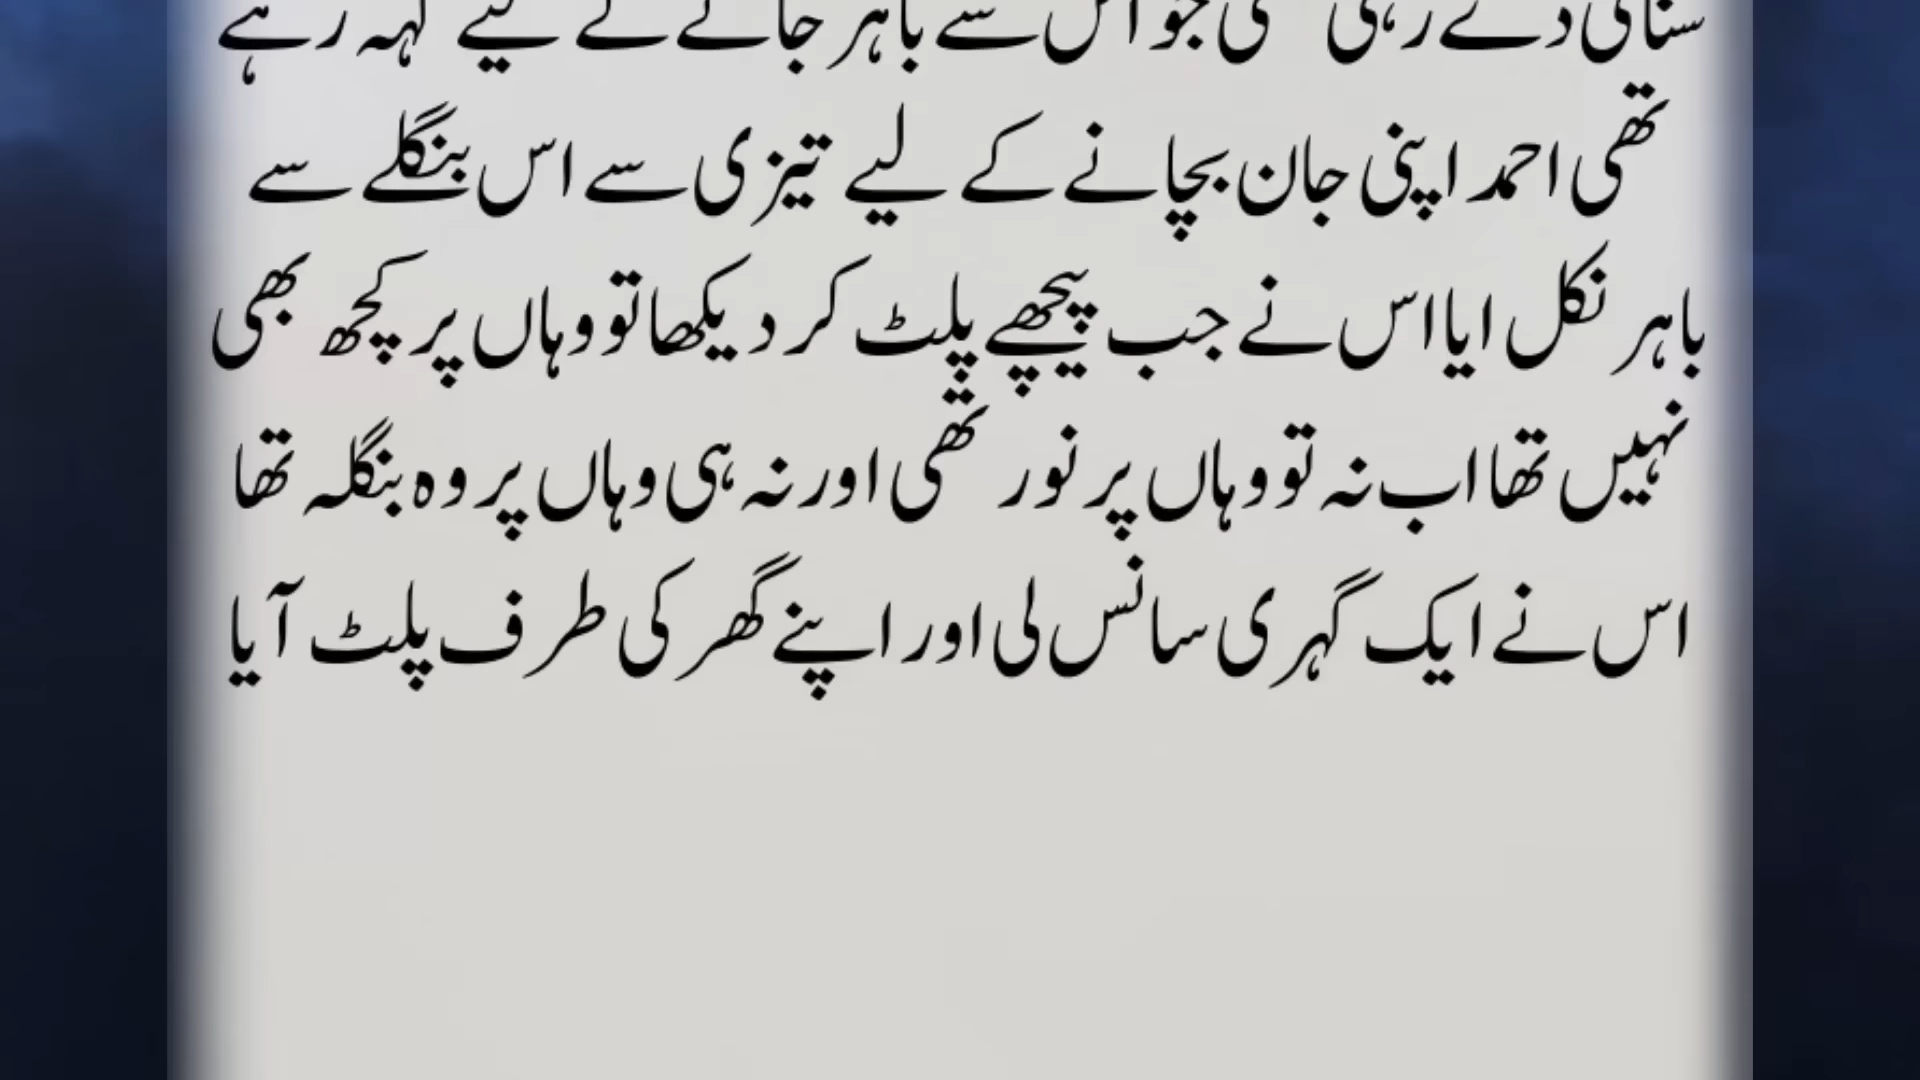 سنائی دے رہی تھی جو اس سے باہر جانے کے لیے کہہ رہے
تھی احمد اپنی جان بچانے کے لیے تیزی سے اس بنگلے سے
باہر نکل ایا اس نے جب پیچھے پلٹ کر دیکھا تو وہاں پر کچھ بھی
نہیں تھا اب نہ تو وہاں پر نور تھی اور نہ ہی وہاں پر وہ بنگلہ تھا
اس نے ایک گہری سانس لی اور اپنے گھر کی طرف پلٹ آیا